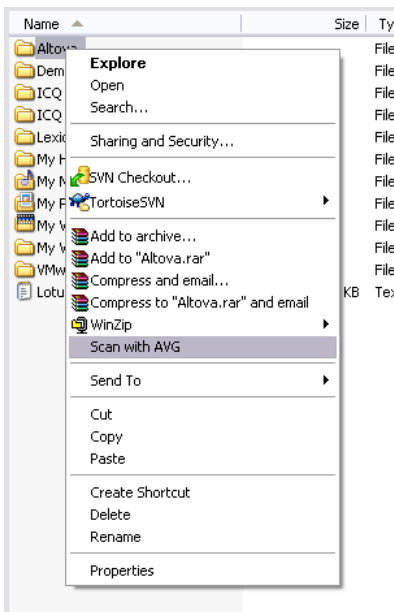 Name Size Ty
Altova File
Explore
Dem File
Open
ICQ File
Search...
ICQ File
Lexic File
Sharing and Security...
My H File
SVN Checkout...
My M File
TortoiseSVN
My P File
My V File
Add to archive...
My W File
Add to "Altova.rar"
VMw File
Compress and email...
Lotu KB Tex
Compress to "Altova.rar" and email
WinZip
Scan with AVG
Send To
Cut
Copy
Paste
Create Shortcut
Delete
Rename
Properties